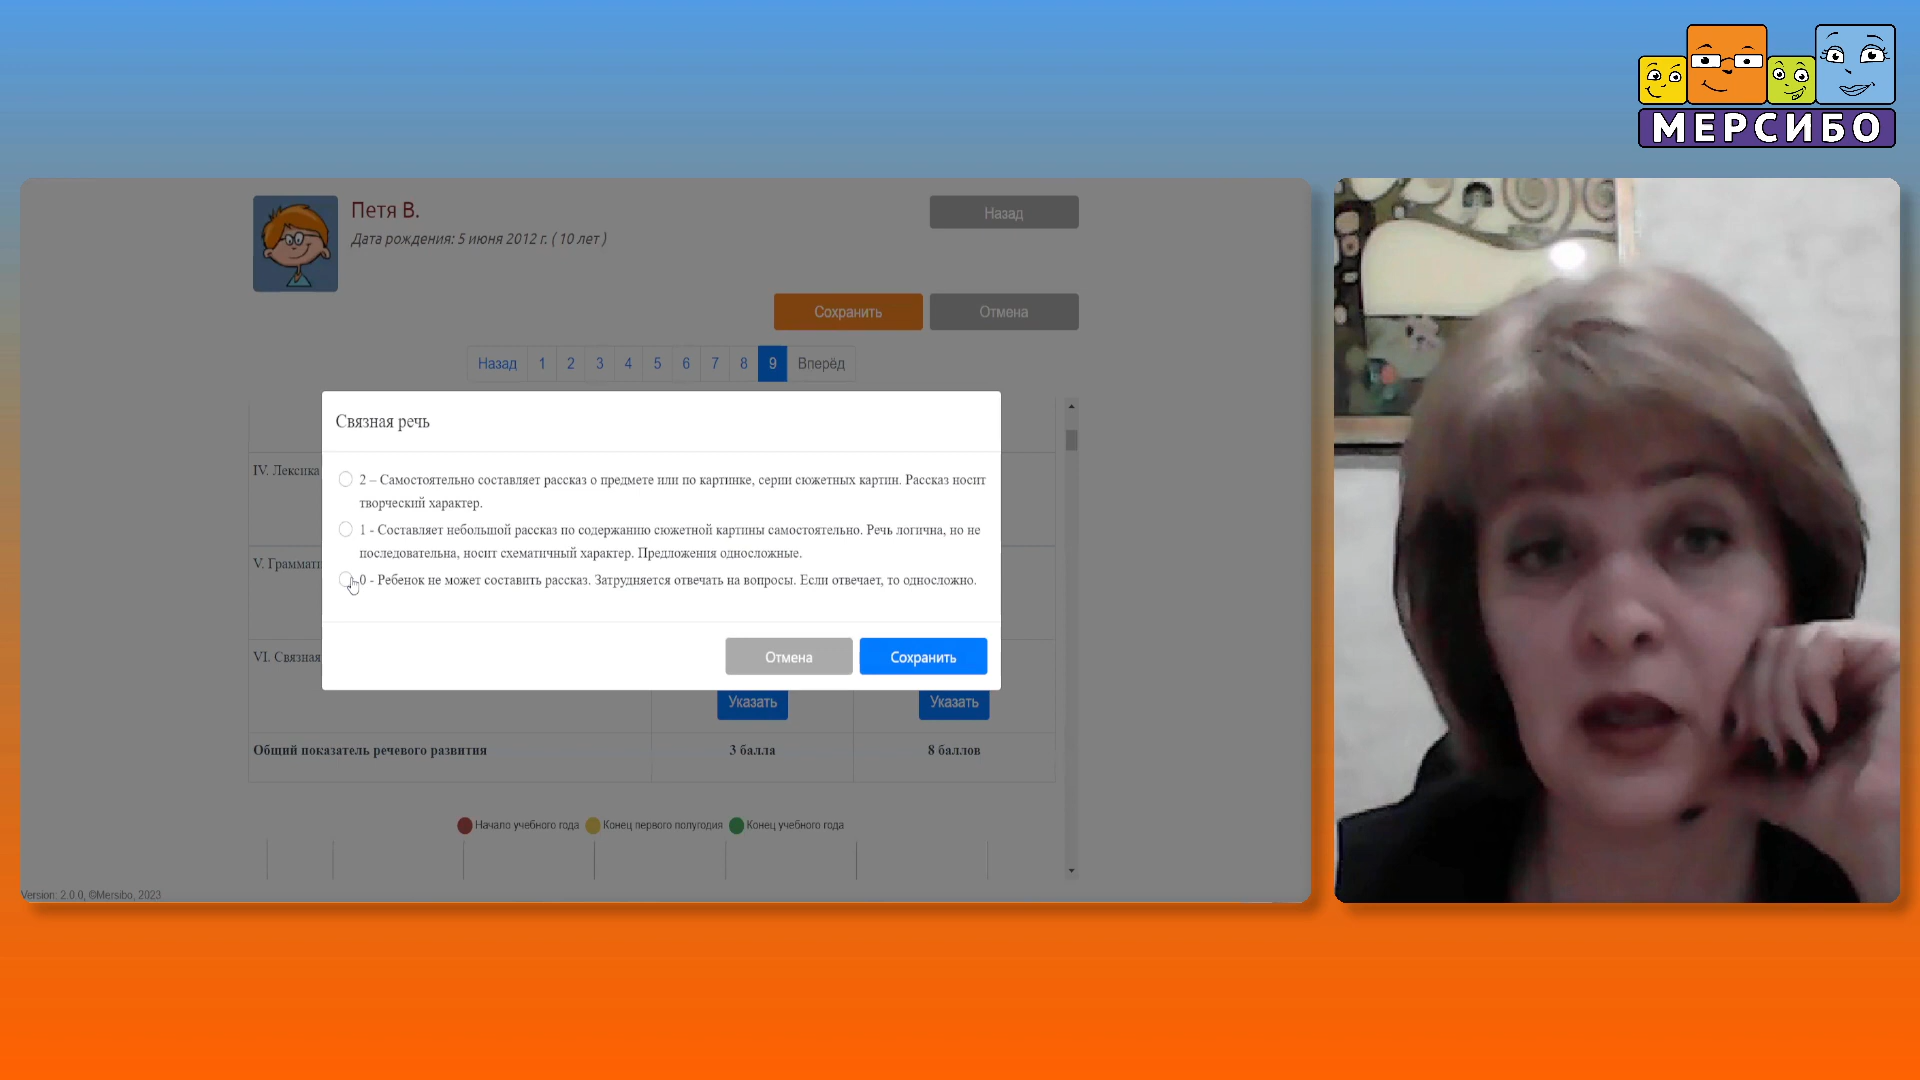 МЕРСИБО
Петя В.
Назад
Дата рождения: 5 июня 2012 г. ( 10 лет )
Сохранить
Отмена
Назад 1 2 3 4 5 6 7 8 9 Вперёд
Связная речь
IV. Лексика
2 – Самостоятельно составляет рассказ о предмете или по картинке, серии сюжетных картин. Рассказ носит
творческий характер.
1 - Составляет небольшой рассказ по содержанию сюжетной картины самостоятельно. Речь логична, но не
последовательна, носит схематичный характер. Предложения односложные.
V. Граммати
0 - Ребенок не может составить рассказ. Затрудняется отвечать на вопросы. Если отвечает, то односложно.
VI. Связная
Отмена
Сохранить
Указать
Указать
Общий показатель речевого развития
3 балла
8 баллов
Начало учебного года
Конец первого полугодия
Конец учебного года
Version: 2.0.0, ©Mersibo, 2023